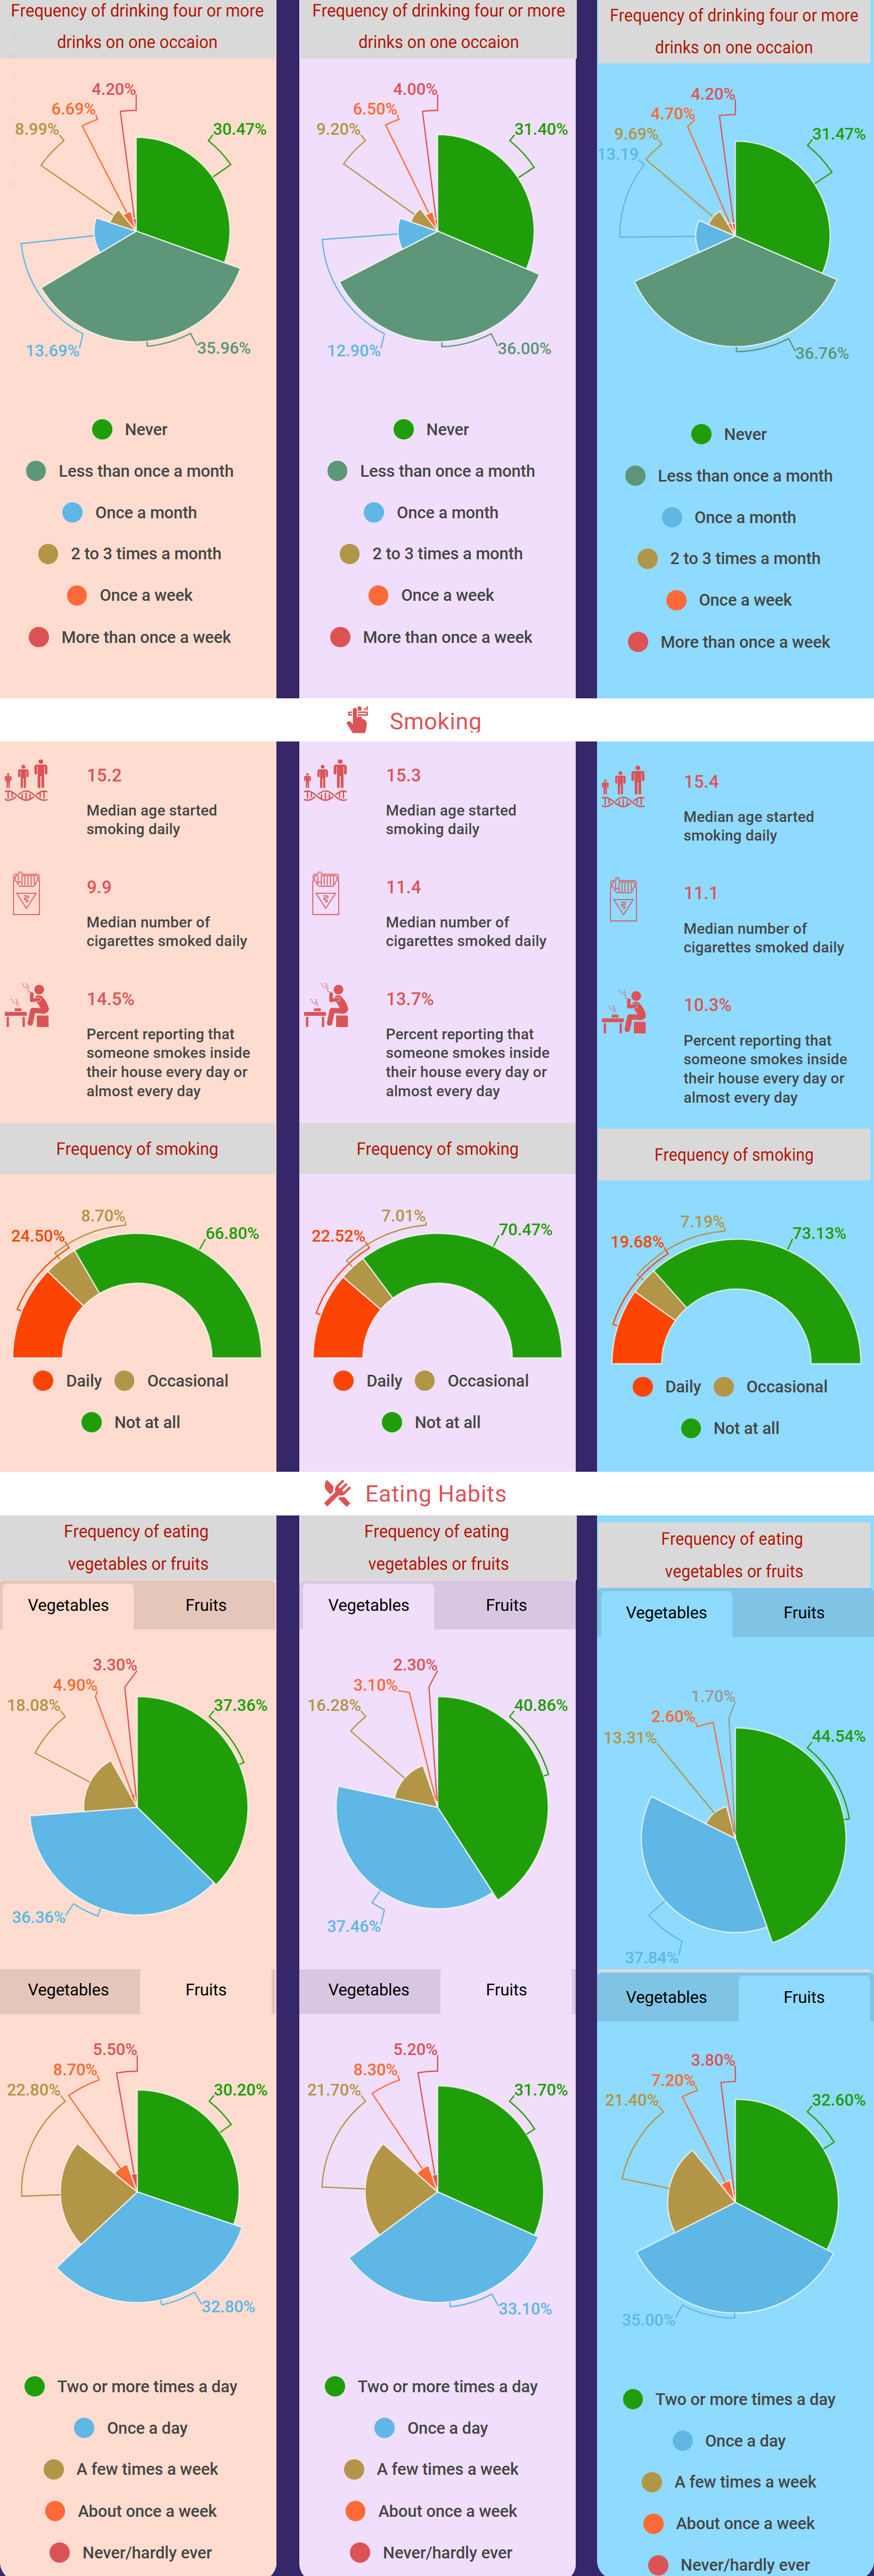 Frequency of drinking four or more
drinks on one occaion
4.20%
6.69%
8.99%
30.47%
13.69%
35.96%
Never
Less than once a month
Once a month
2 to 3 times a month
Once a week
More than once a week
Frequency of drinking four or more
drinks on one occaion
4.00%
6.50%
9.20%
31.40%
12.90%
36.00%
Never
Less than once a month
Once a month
2 to 3 times a month
Once a week
More than once a week
Frequency of drinking four or more
drinks on one occaion
4.20%
4.70%
9.69%
31.47%
13.19
36.76%
Never
Less than once a month
Once a month
2 to 3 times a month
Once a week
More than once a week
Smoking
15.2
Median age started
smoking daily
9.9
Median number of
cigarettes smoked daily
14.5%
Percent reporting that
someone smokes inside
their house every day or
almost every day
Frequency of smoking
8.70%
24.50%
66.80%
Daily
Occasional
Not at all
15.3
Median age started
smoking daily
11.4
Median number of
cigarettes smoked daily
13.7%
Percent reporting that
someone smokes inside
their house every day or
almost every day
Frequency of smoking
7.01%
22.52%
70.47%
Daily
Occasional
Not at all
15.4
Median age started
smoking daily
11.1
Median number of
cigarettes smoked daily
10.3%
Percent reporting that
someone smokes inside
their house every day or
almost every day
Frequency of smoking
7.19%
19.68%
73.13%
Daily
Occasional
Not at all
Eating Habits
Frequency of eating
vegetables or fruits
Vegetables
Fruits
3.30%
4.90%
18.08%
37.36%
36.36%
Vegetables
Fruits
5.50%
8.70%
22.80%
30.20%
32.80%
Two or more times a day
Once a day
A few times a week
About once a week
Never/hardly ever
Frequency of eating
vegetables or fruits
Vegetables
Fruits
2.30%
3.10%
16.28%
40.86%
37.46%
Vegetables
Fruits
5.20%
8.30%
21.70%
31.70%
33.10%
Two or more times a day
Once a day
A few times a week
About once a week
Never/hardly ever
Frequency of eating
vegetables or fruits
Vegetables
Fruits
1.70%
2.60%
13.31%
44.54%
37.84%
Vegetables
Fruits
3.80%
7.20%
21.40%
32.60%
35.00%
Two or more times a day
Once a day
A few times a week
About once a week
Never/hardly ever